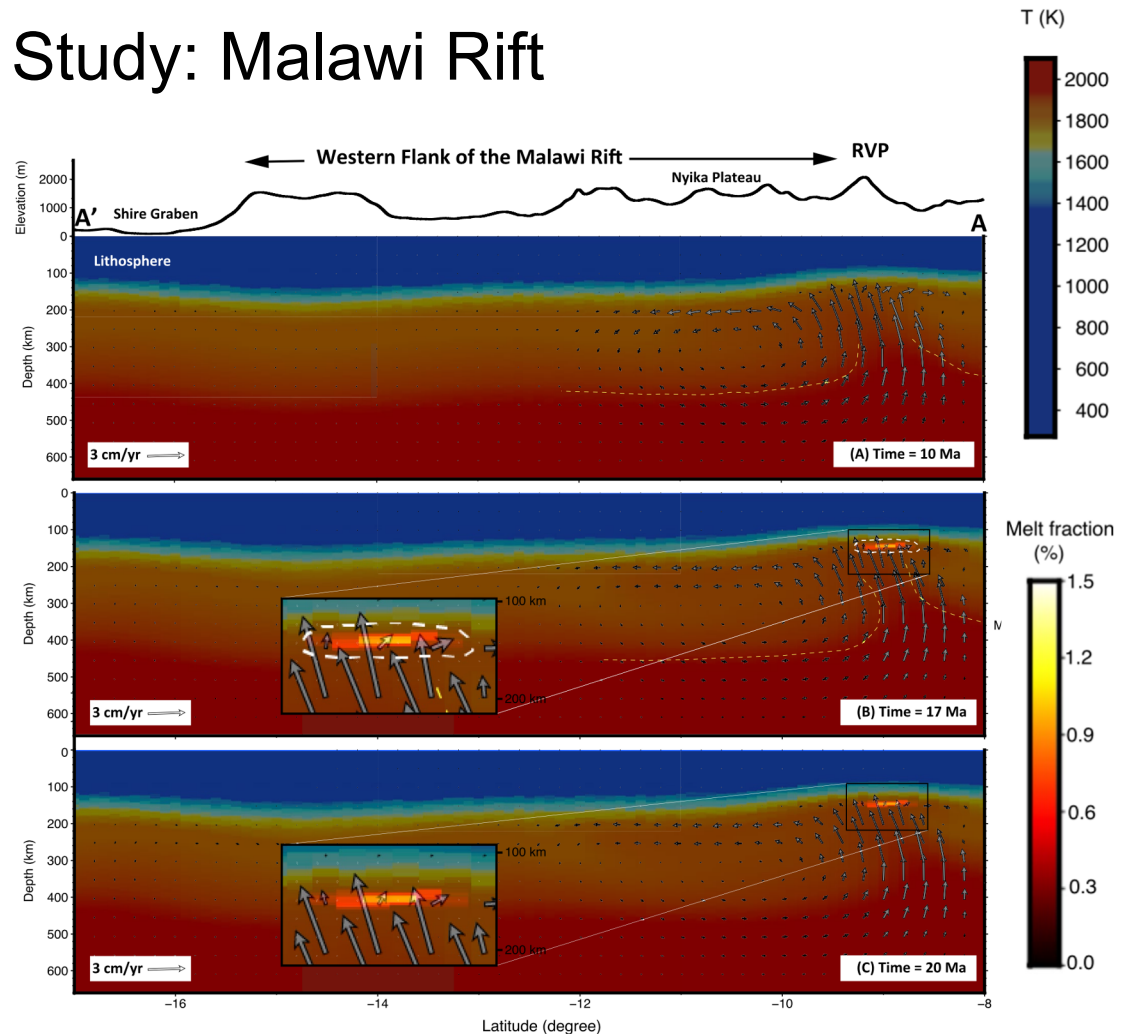 Study: Malawi Rift
T (K)
2000
1800
1600
1400
1200
1000
800
600
400
Western Flank of the Malawi Rift
RVP
Nyika Plateau
Shire Graben
A'
A
Elevation (m)
2000
1000
0
Lithosphere
Depth (km)
100
200
300
400
500
600
3 cm/yr
(A) Time = 10 Ma
0
100
200
300
400
500
600
Depth (km)
100 km
200 km
3 cm/yr
(B) Time = 17 Ma
0
100
200
300
400
500
600
Depth (km)
100 km
200 km
3 cm/yr
(C) Time = 20 Ma
−16
−14
−12
−10
−8
Latitude (degree)
Melt fraction
(%)
1.5
1.2
0.9
0.6
0.3
0.0